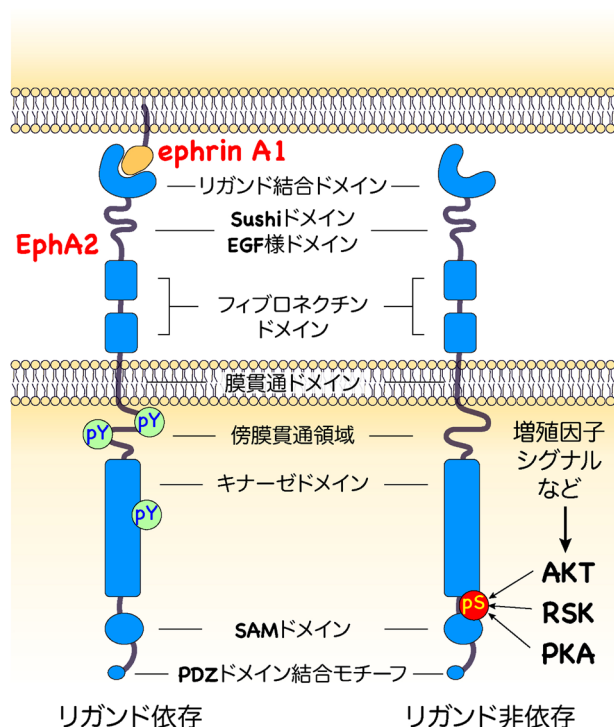 ephrin A1
リガンド結合ドメイン
Sushiドメイン
EGF様ドメイン
EphA2
フィブロネクチン
ドメイン
膜貫通ドメイン
pY
pY
傍膜貫通領域
増殖因子
シグナル
など
キナーゼドメイン
pY
AKT
pS
RSK
SAMドメイン
PKA
PDZドメイン結合モチーフ
リガンド依存
リガンド非依存